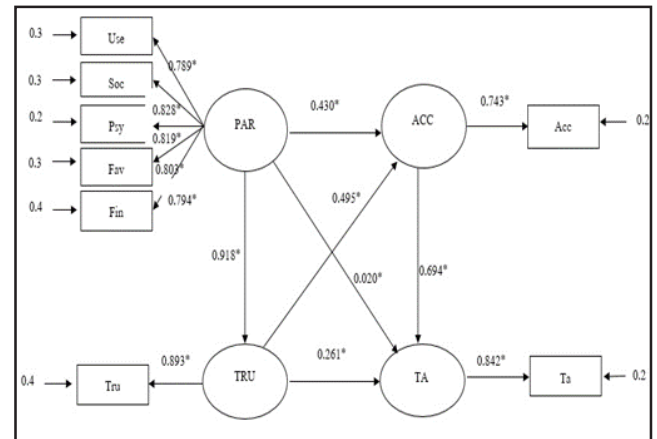 0.3
Use
0.789*
0.3
Soc
0.828*
0.2
Psy
0.819*
0.3
Fav
0.803*
0.4
Fin
0.794*
PAR
0.430*
ACC
0.743*
Acc
0.2
0.495*
0.918*
0.020*
0.694*
0.4
Tru
0.893*
TRU
0.261*
TA
0.842*
Ta
0.2